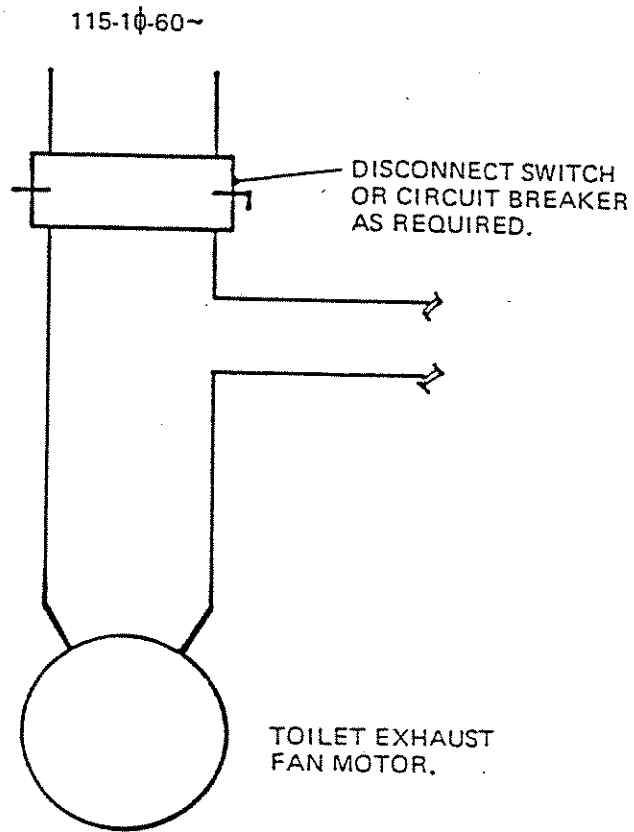 115-1ϕ-60~
DISCONNECT SWITCH
OR CIRCUIT BREAKER
AS REQUIRED.
TOILET EXHAUST
FAN MOTOR.